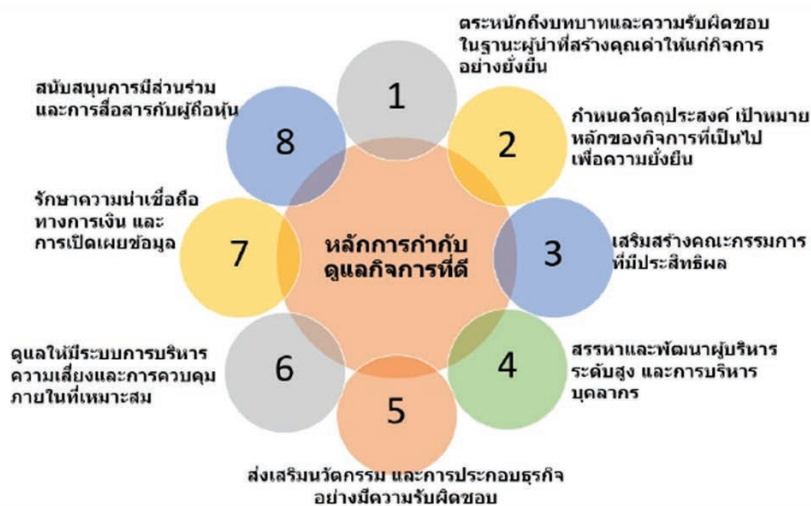 1
ตระหนักถึงบทบาทและความรับผิดชอบ
ในฐานะผู้นำที่สร้างคุณค่าให้แก่กิจการ
อย่างยั่งยืน
2
กำหนดวัตถุประสงค์ เป้าหมาย
หลักของกิจการที่เป็นไป
เพื่อความยั่งยืน
3
เสริมสร้างคณะกรรมการ
ที่มีประสิทธิผล
4
สรรหาและพัฒนาผู้บริหาร
ระดับสูง และการบริหาร
บุคลากร
5
ส่งเสริมนวัตกรรม และการประกอบธุรกิจ
อย่างมีความรับผิดชอบ
6
ดูแลให้มีระบบการบริหาร
ความเสี่ยงและการควบคุม
ภายในที่เหมาะสม
7
รักษาความน่าเชื่อถือ
ทางการเงิน และ
การเปิดเผยข้อมูล
8
สนับสนุนการมีส่วนร่วม
และการสื่อสารกับผู้ถือหุ้น
หลักการกำกับ
ดูแลกิจการที่ดี